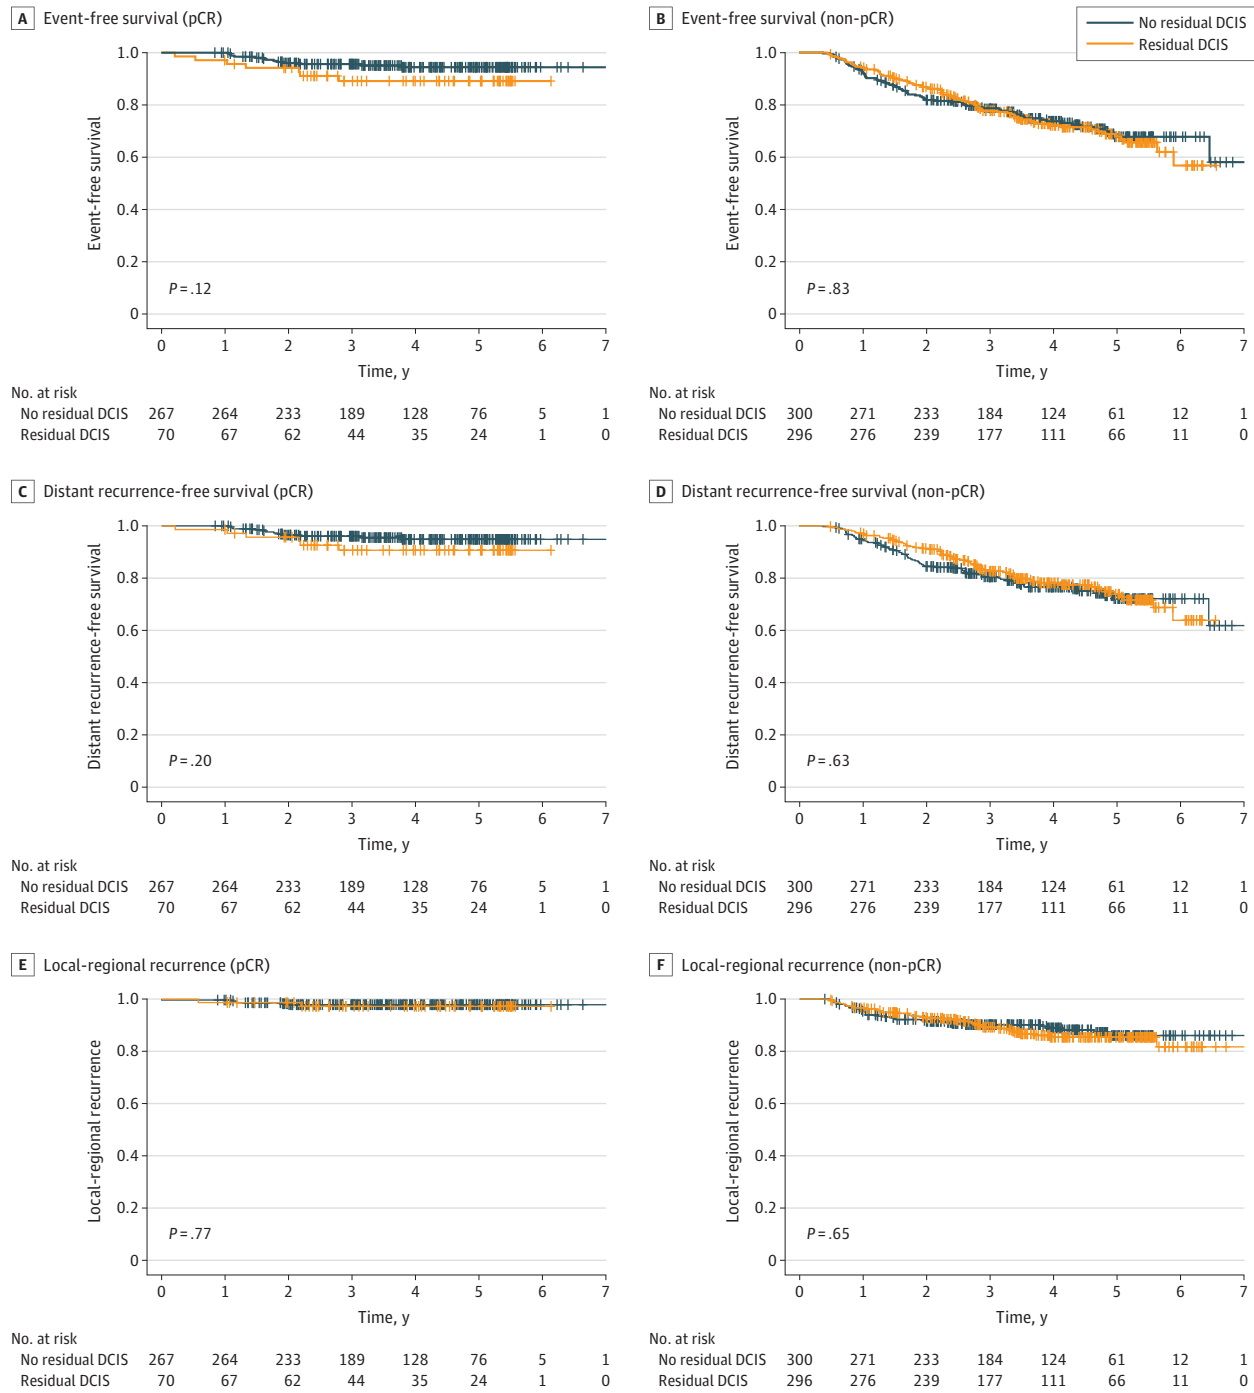 A Event-free survival (pCR)
1.0
0.8
0.6
0.4
0.2
0
Event-free survival
P = .12
0 1 2 3 4 5 6 7
Time, y
No. at risk
No residual DCIS 267 264 233 189 128 76 5 1
Residual DCIS 70 67 62 44 35 24 1 0
B Event-free survival (non-pCR)
No residual DCIS
Residual DCIS
1.0
0.8
0.6
0.4
0.2
0
Event-free survival
P = .83
0 1 2 3 4 5 6 7
Time, y
No. at risk
No residual DCIS 300 271 233 184 124 61 12 1
Residual DCIS 296 276 239 177 111 66 11 0
C Distant recurrence-free survival (pCR)
1.0
0.8
0.6
0.4
0.2
0
Distant recurrence-free survival
P = .20
0 1 2 3 4 5 6 7
Time, y
No. at risk
No residual DCIS 267 264 233 189 128 76 5 1
Residual DCIS 70 67 62 44 35 24 1 0
D Distant recurrence-free survival (non-pCR)
1.0
0.8
0.6
0.4
0.2
0
Distant recurrence-free survival
P = .63
0 1 2 3 4 5 6 7
Time, y
No. at risk
No residual DCIS 300 271 233 184 124 61 12 1
Residual DCIS 296 276 239 177 111 66 11 0
E Local-regional recurrence (pCR)
1.0
0.8
0.6
0.4
0.2
0
Local-regional recurrence
P = .77
0 1 2 3 4 5 6 7
Time, y
No. at risk
No residual DCIS 267 264 233 189 128 76 5 1
Residual DCIS 70 67 62 44 35 24 1 0
F Local-regional recurrence (non-pCR)
1.0
0.8
0.6
0.4
0.2
0
Local-regional recurrence
P = .65
0 1 2 3 4 5 6 7
Time, y
No. at risk
No residual DCIS 300 271 233 184 124 61 12 1
Residual DCIS 296 276 239 177 111 66 11 0